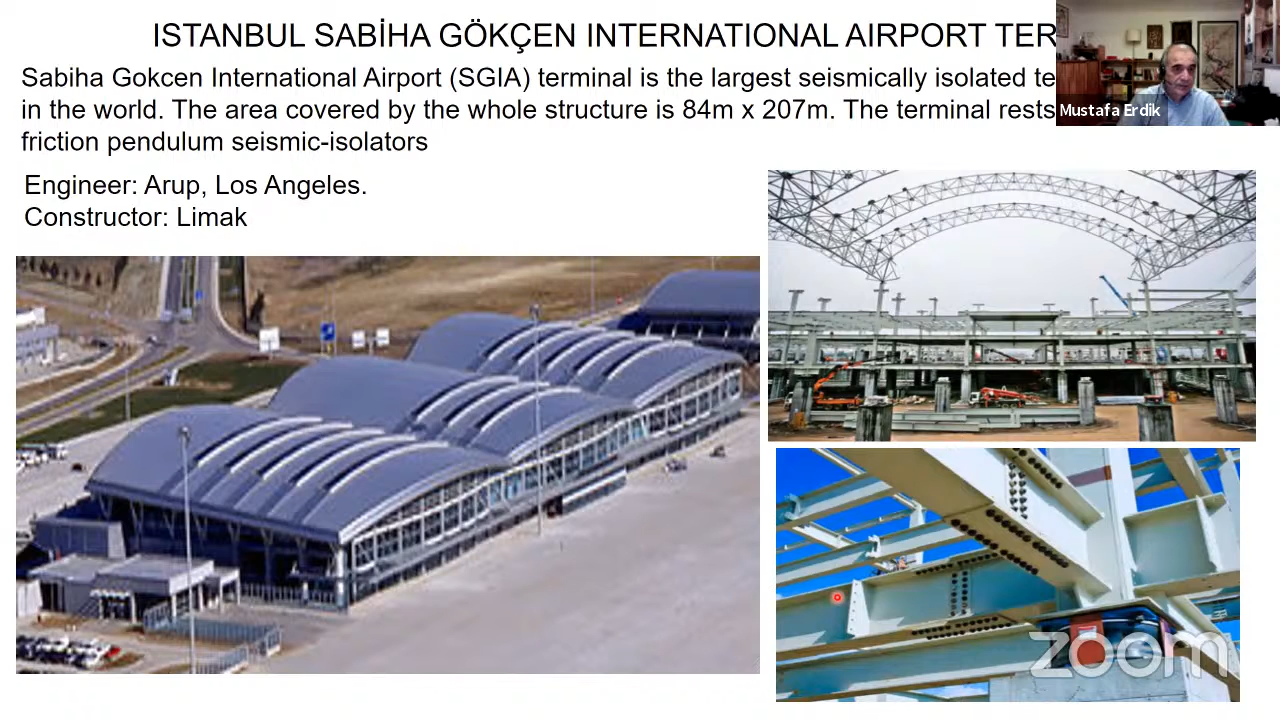 ISTANBUL SABİHA GÖKÇEN INTERNATIONAL AIRPORT TER
Sabiha Gokcen International Airport (SGIA) terminal is the largest seismically isolated te
in the world. The area covered by the whole structure is 84m x 207m. The terminal rests
friction pendulum seismic-isolators
Engineer: Arup, Los Angeles.
Constructor: Limak
Mustafa Erdik
zoom